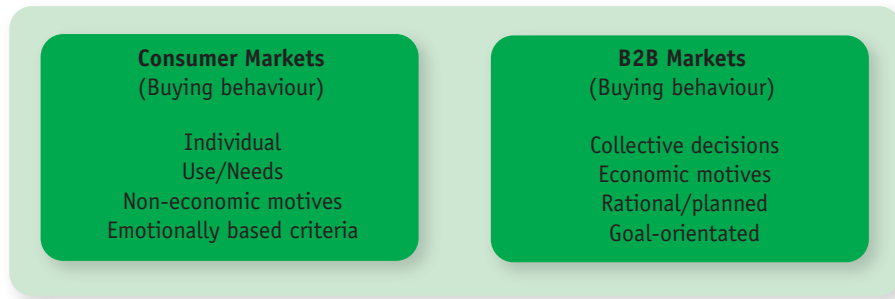 Consumer Markets
(Buying behaviour)
Individual
Use/Needs
Non-economic motives
Emotionally based criteria
B2B Markets
(Buying behaviour)
Collective decisions
Economic motives
Rational/planned
Goal-orientated